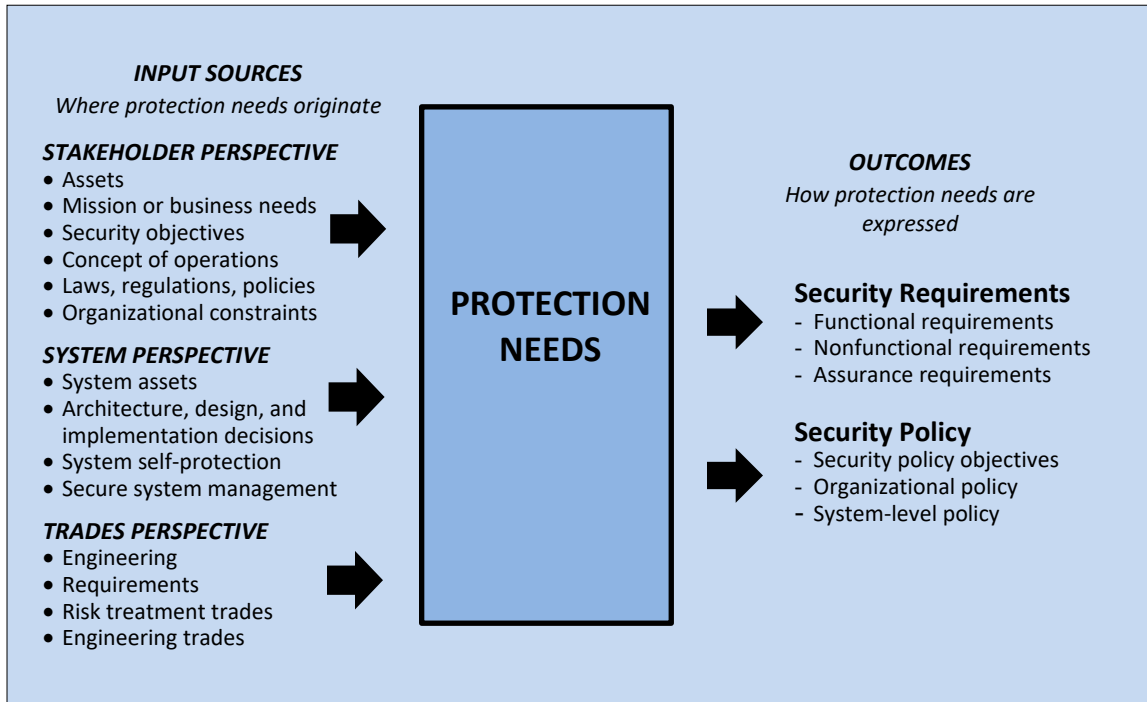 INPUT SOURCES
Where protection needs originate
STAKEHOLDER PERSPECTIVE
• Assets
• Mission or business needs
• Security objectives
• Concept of operations
• Laws, regulations, policies
• Organizational constraints
SYSTEM PERSPECTIVE
• System assets
• Architecture, design, and
implementation decisions
• System self-protection
• Secure system management
TRADES PERSPECTIVE
• Engineering
• Requirements
• Risk treatment trades
• Engineering trades
PROTECTION
NEEDS
OUTCOMES
How protection needs are
expressed
Security Requirements
- Functional requirements
- Nonfunctional requirements
- Assurance requirements
Security Policy
- Security policy objectives
- Organizational policy
- System-level policy